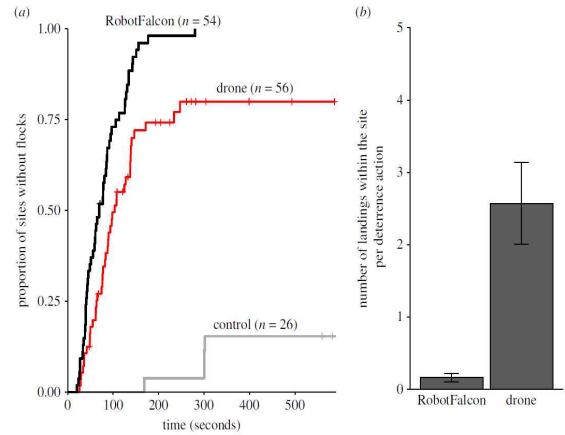 (a)
RobotFalcon (n = 54)
drone (n = 56)
control (n = 26)
proportion of sites without flocks
1.00
0.75
0.50
0.25
0.00
0
100
200
300
400
500
time (seconds)
(b)
number of landings within the site
per deterrence action
5
4
3
2
1
0
RobotFalcon
drone